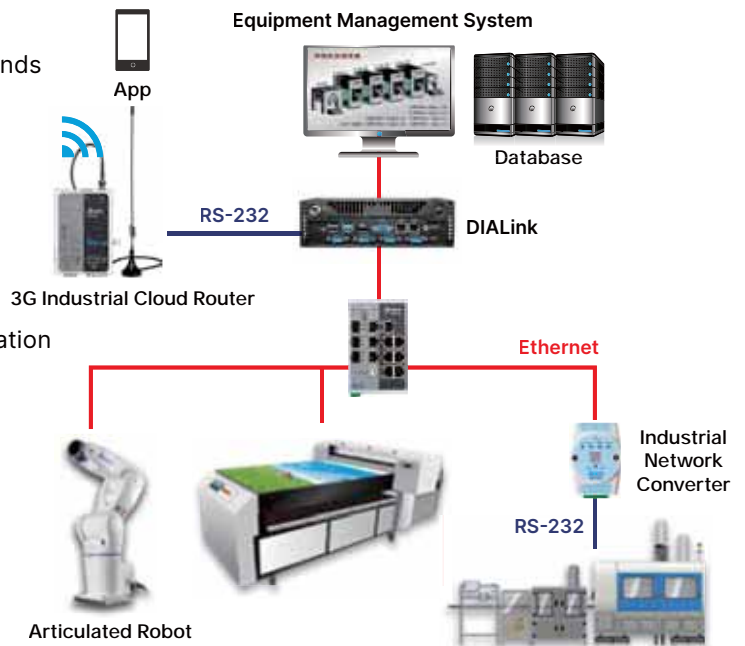 Equipment Management System
nds
App
Database
RS-232
DIALink
3G Industrial Cloud Router
ation
Ethernet
Industrial
Network
Converter
RS-232
Articulated Robot